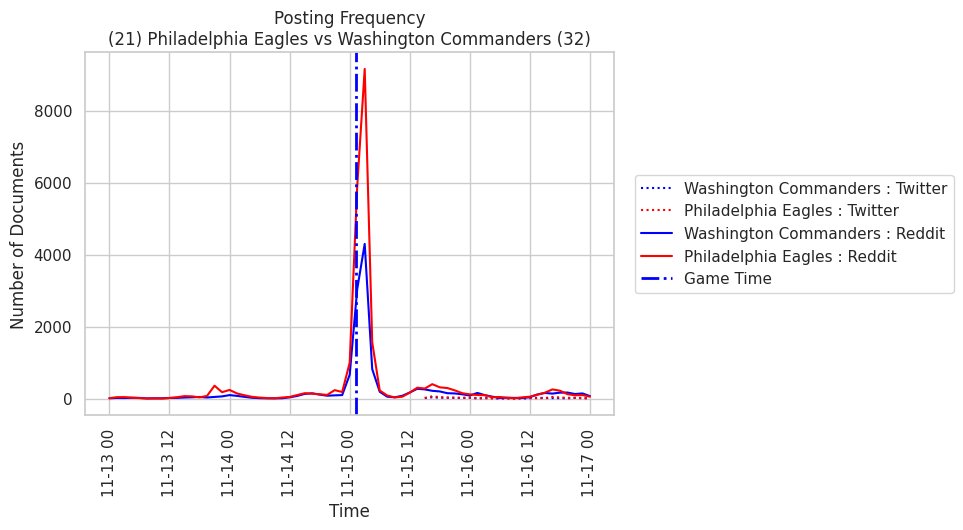 Posting Frequency
(21) Philadelphia Eagles vs Washington Commanders (32)
Number of Documents
8000
6000
4000
2000
0
11-13 00
11-13 12
11-14 00
11-14 12
11-15 00
11-15 12
11-16 00
11-16 12
11-17 00
Time
Washington Commanders : Twitter
Philadelphia Eagles : Twitter
Washington Commanders : Reddit
Philadelphia Eagles : Reddit
Game Time